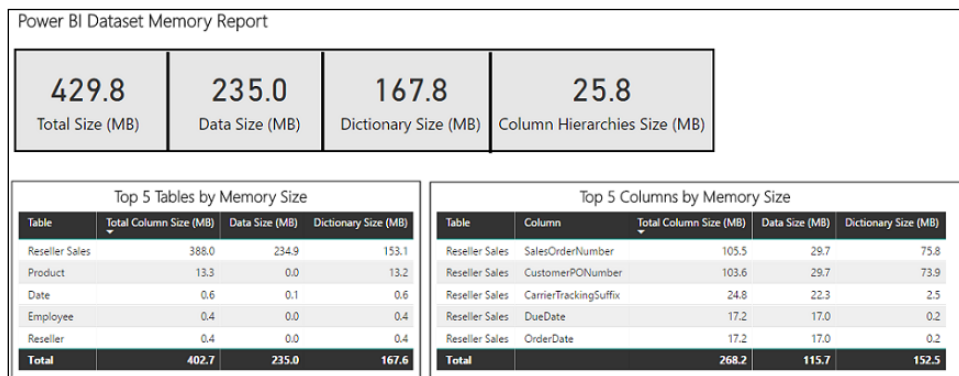 Power BI Dataset Memory Report
429.8 235.0 167.8 25.8
Total Size (MB) Data Size (MB) Dictionary Size (MB) Column Hierarchies Size (MB)
Top 5 Tables by Memory Size
Table Total Column Size (MB) Data Size (MB) Dictionary Size (MB)
Reseller Sales 388.0 234.9 153.1
Product 13.3 0.0 13.2
Date 0.6 0.1 0.6
Employee 0.4 0.0 0.4
Reseller 0.4 0.0 0.4
Total 402.7 235.0 167.6
Top 5 Columns by Memory Size
Table Column Total Column Size (MB) Data Size (MB) Dictionary Size (MB)
Reseller Sales SalesOrderNumber 105.5 29.7 75.8
Reseller Sales CustomerPONumber 103.6 29.7 73.9
Reseller Sales CarrierTrackingSuffix 24.8 22.3 2.5
Reseller Sales DueDate 17.2 17.0 0.2
Reseller Sales OrderDate 17.2 17.0 0.2
Total 268.2 115.7 152.5